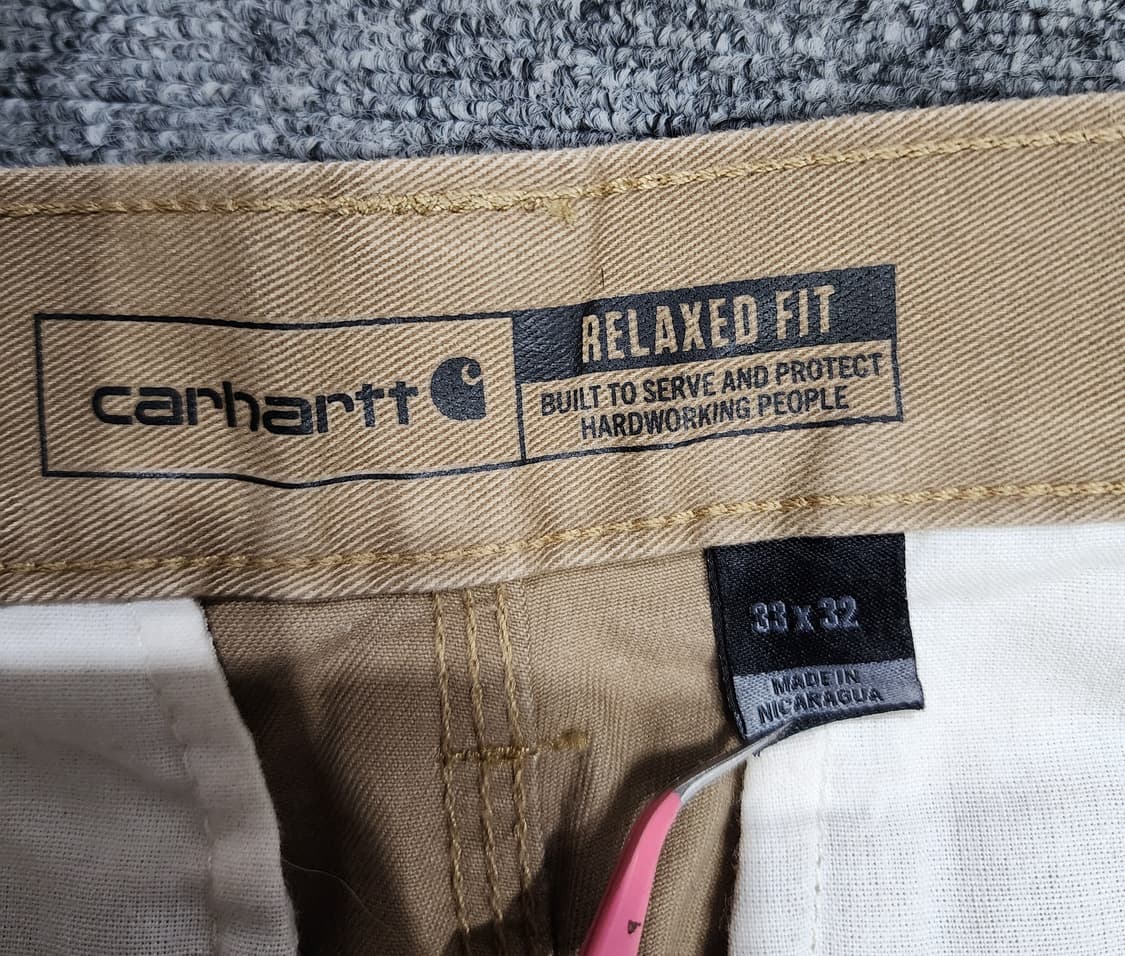 carhartt
RELAXED FIT
BUILT TO SERVE AND PROTECT
HARDWORKING PEOPLE
33 x 32
MADE IN
NICARAGUA